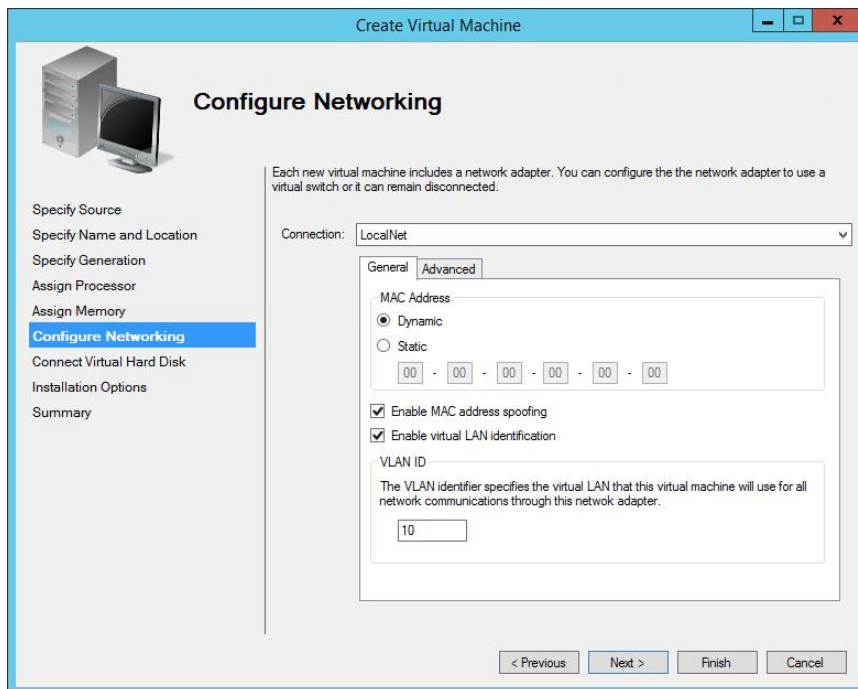 Create Virtual Machine
Configure Networking
Each new virtual machine includes a network adapter. You can configure the the network adapter to use a
virtual switch or it can remain disconnected.
Specify Source
Specify Name and Location
Specify Generation
Assign Processor
Assign Memory
Configure Networking
Connect Virtual Hard Disk
Installation Options
Summary
Connection: LocalNet
General Advanced
MAC Address
Dynamic
Static
00 - 00 - 00 - 00 - 00 - 00
Enable MAC address spoofing
Enable virtual LAN identification
VLAN ID
The VLAN identifier specifies the virtual LAN that this virtual machine will use for all
network communications through this netwok adapter.
10
< Previous Next > Finish Cancel